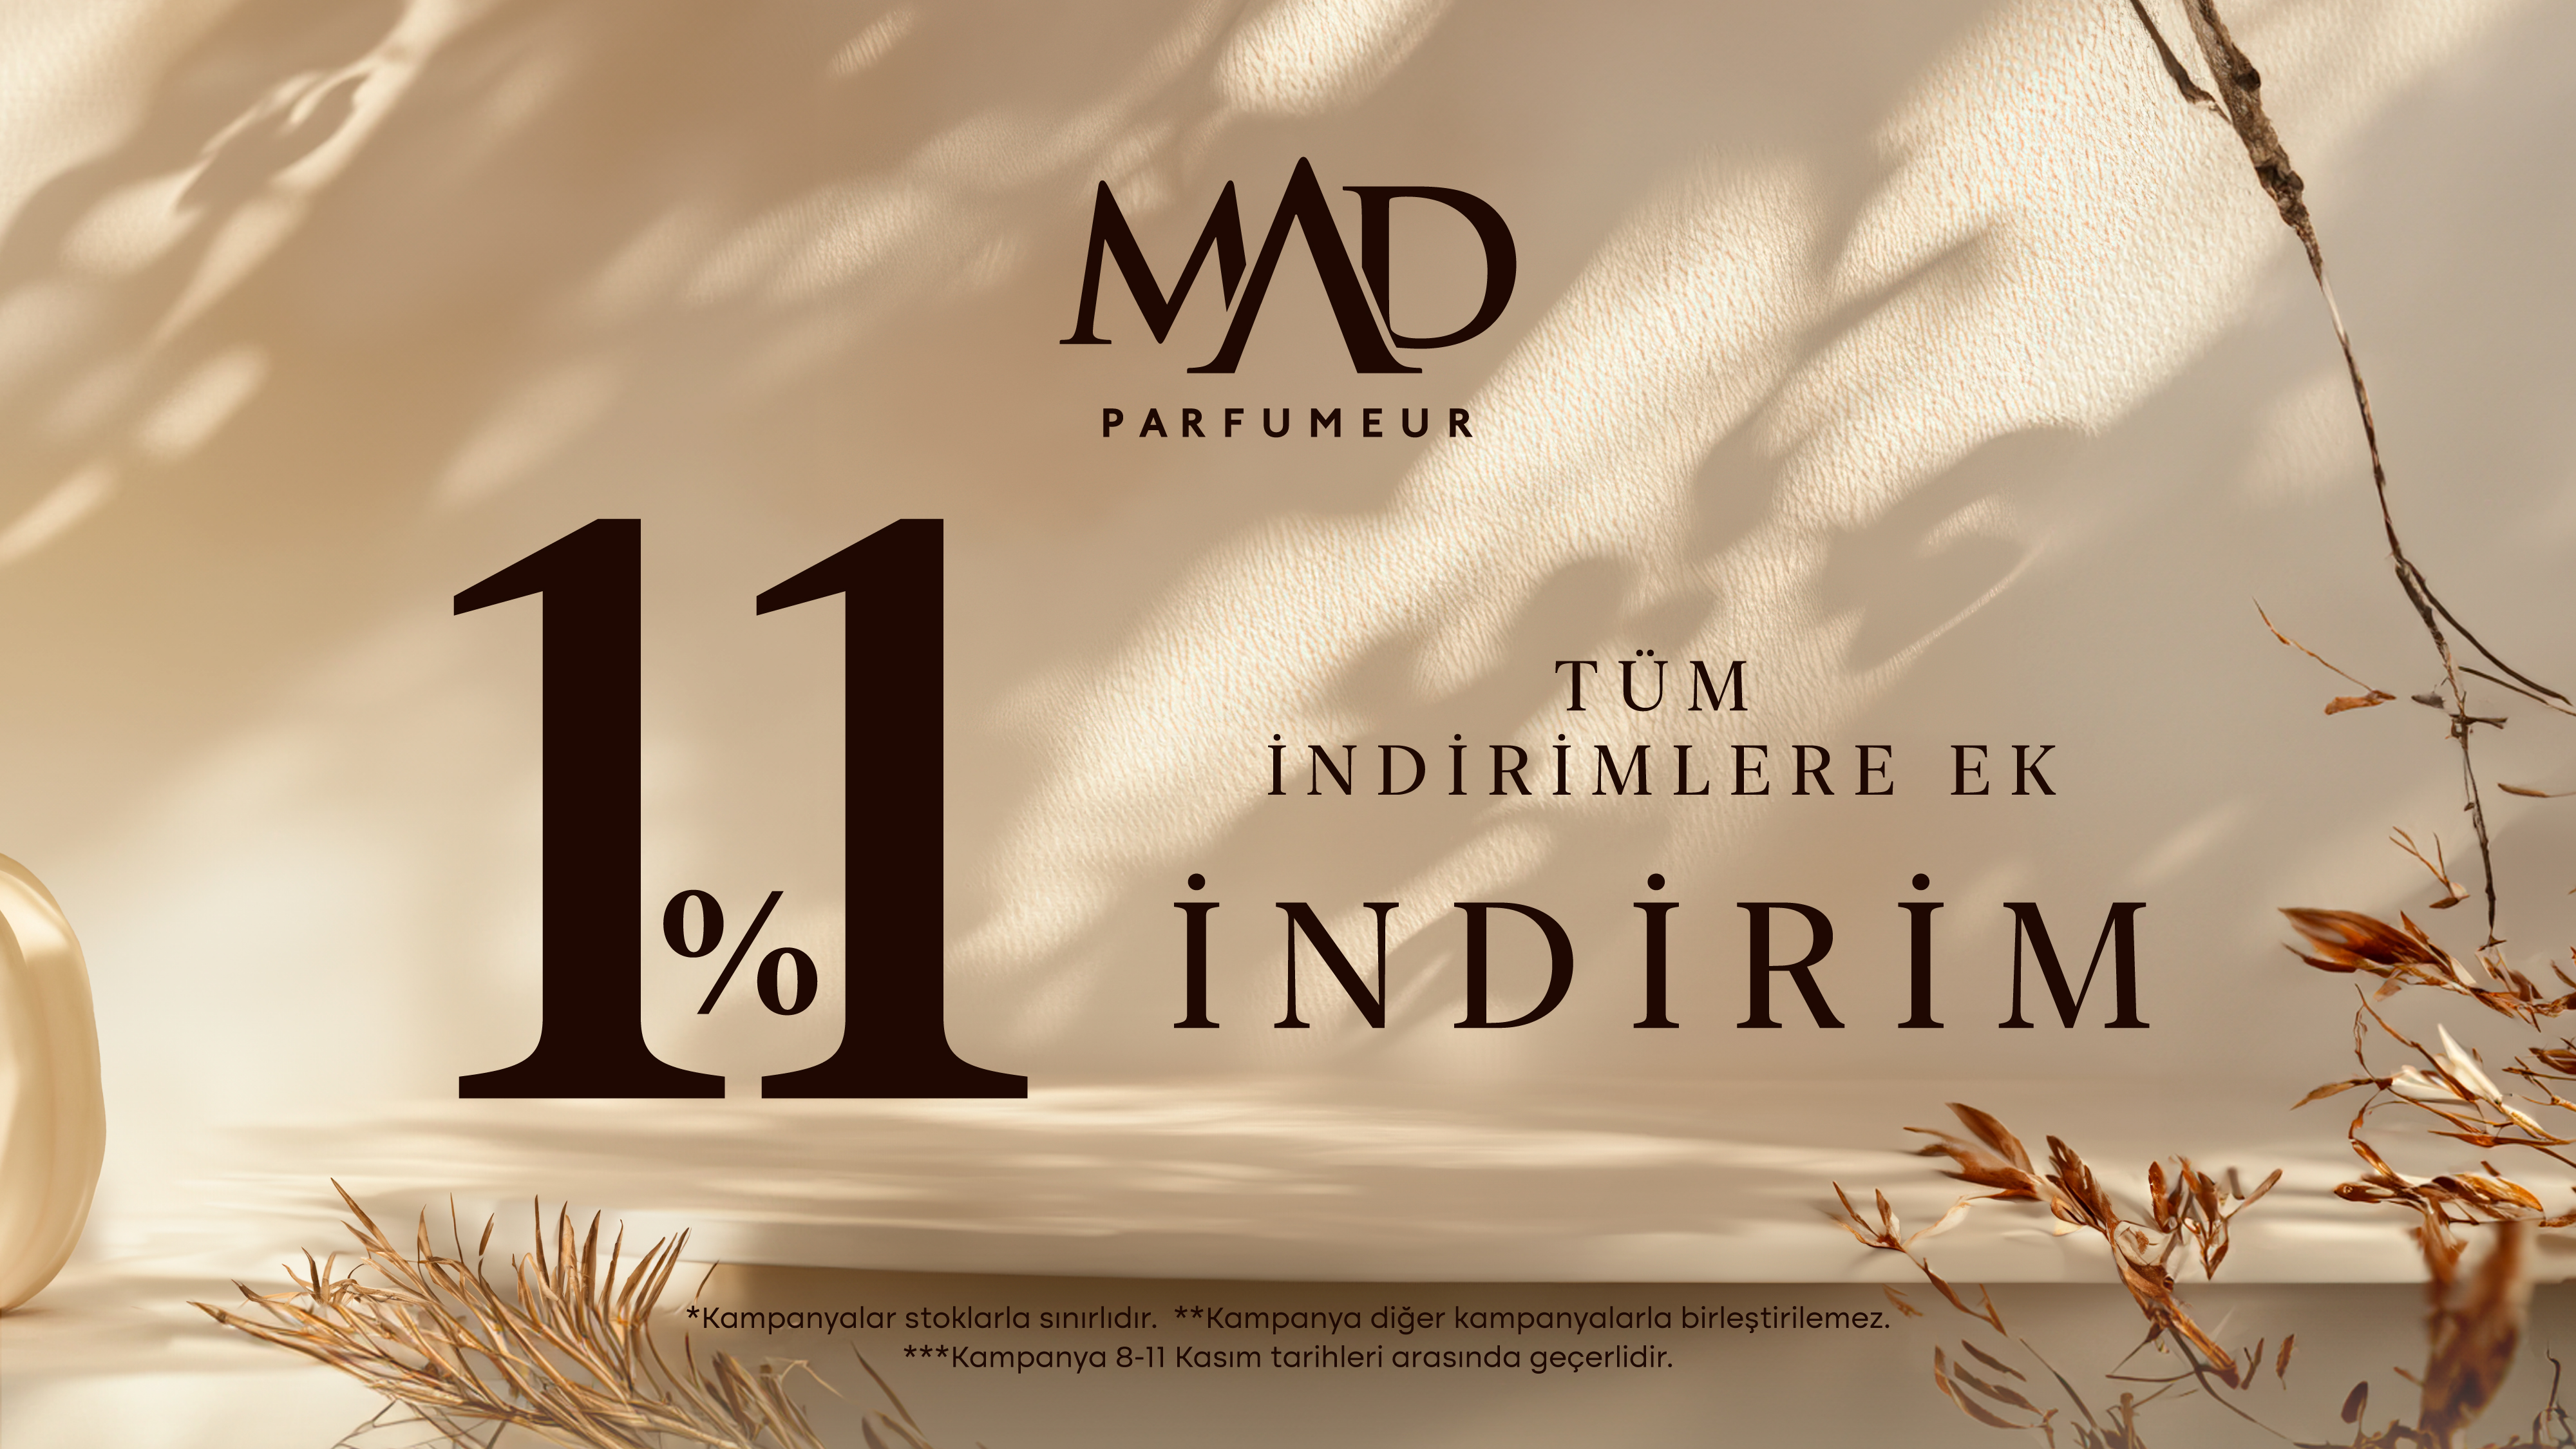 MAD
PARFUMEUR
%11
TÜM
İNDİRİMLERE EK
İNDİRİM
*Kampanyalar stoklarla sınırlıdır. **Kampanya diğer kampanyalarla birleştirilemez.
***Kampanya 8-11 Kasım tarihleri arasında geçerlidir.